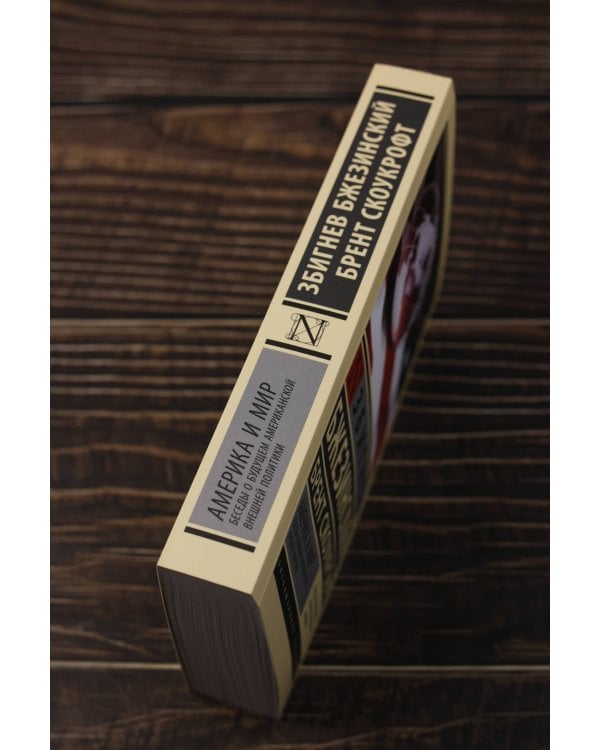 ЗБИГНЕВ БЖЕЗИНСКИЙ
БРЕНТ СКОУКРОФТ
N
АМЕРИКА И МИР
БЕСЕДЫ О БУДУЩЕМ АМЕРИКАНСКОЙ
ВНЕШНЕЙ ПОЛИТИКИ